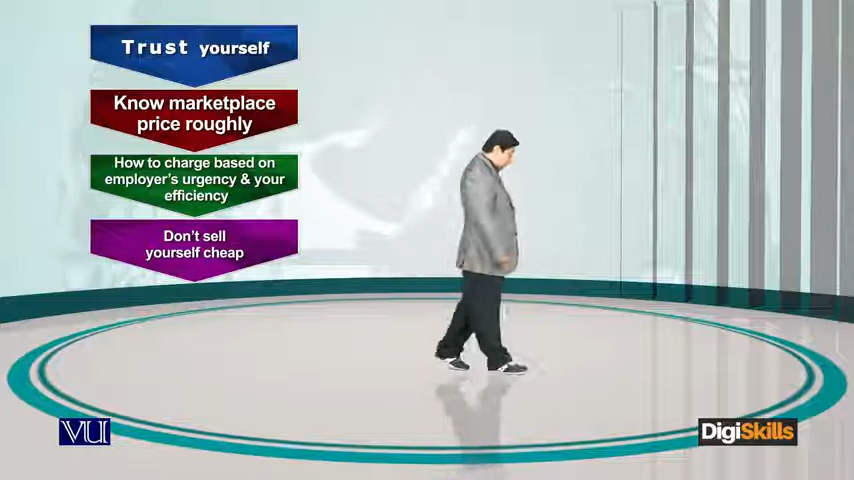 Trust yourself
Know marketplace
price roughly
How to charge based on
employer's urgency & your
efficiency
Don't sell
yourself cheap
VU
DigiSkills